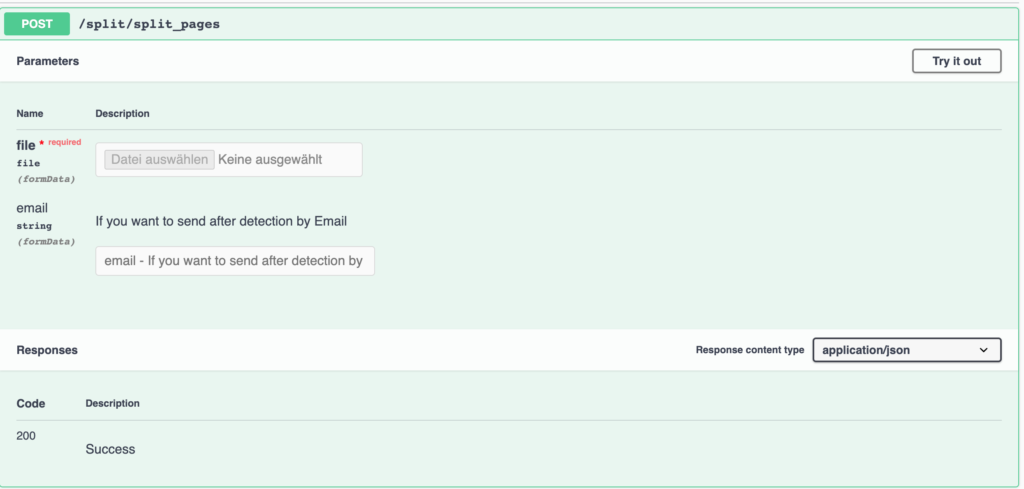 POST /split/split_pages
Parameters Try it out
Name Description
file * required
file
(formData)
Datei auswählen Keine ausgewählt
email
string
(formData)
If you want to send after detection by Email
email - If you want to send after detection by
Responses Response content type application/json
Code Description
200
Success